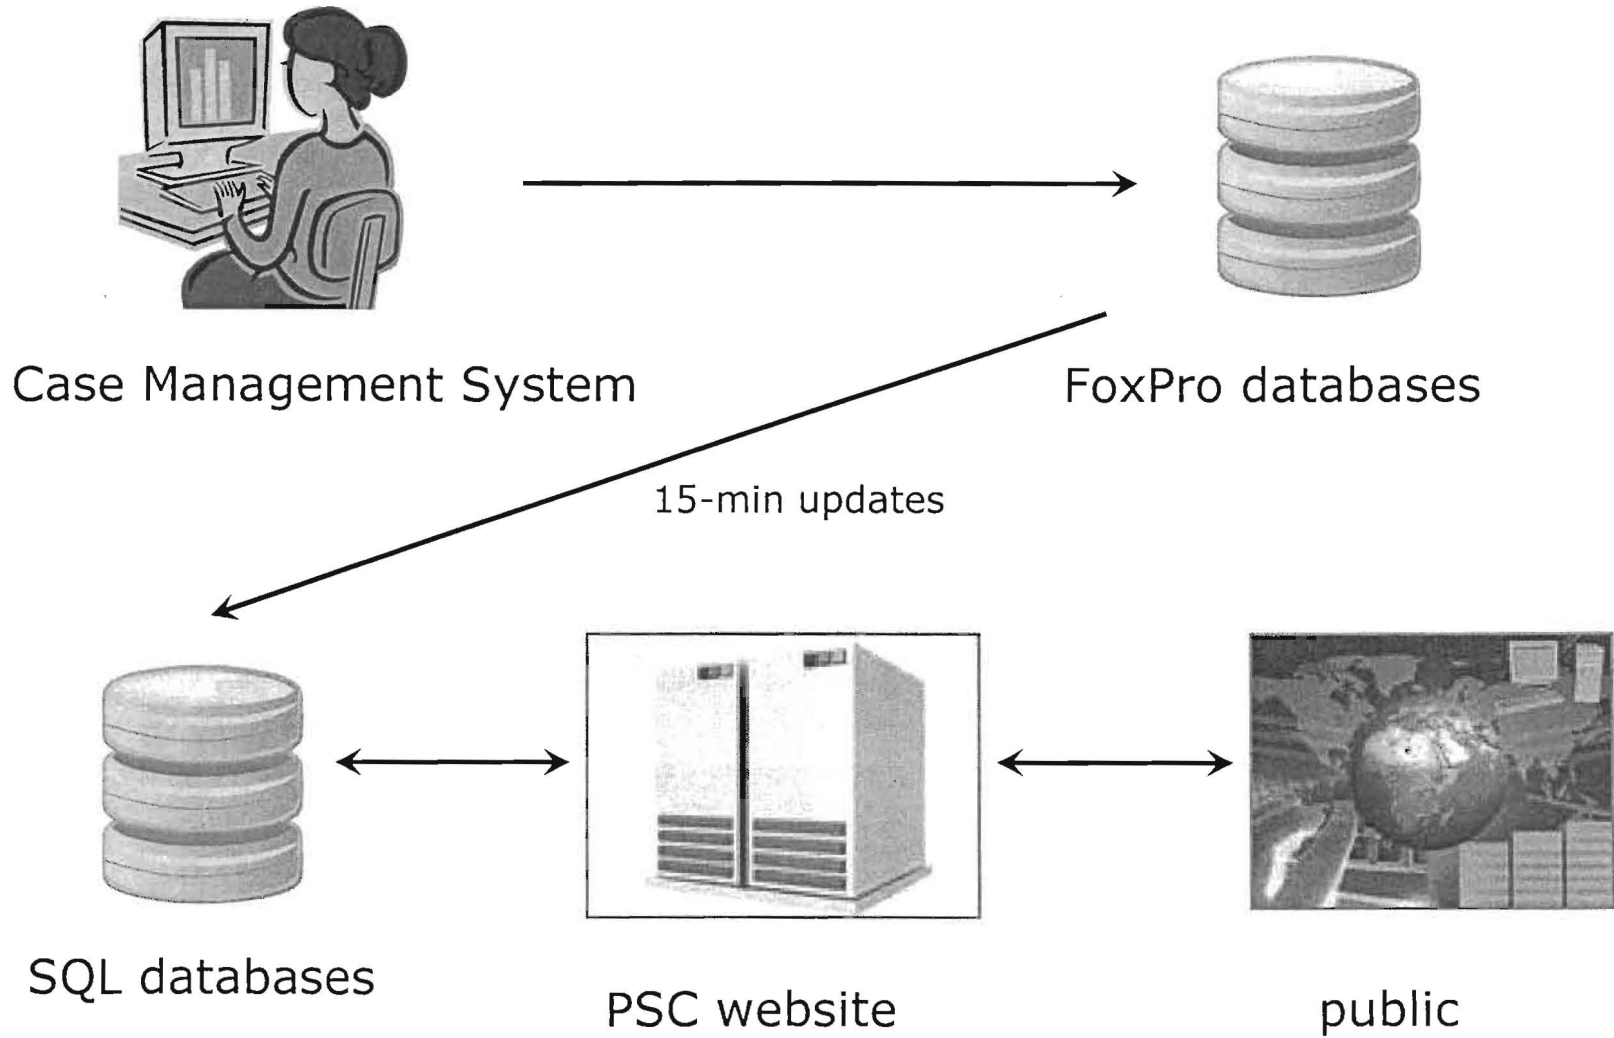 Case Management System
FoxPro databases
15-min updates
SQL databases
PSC website
public